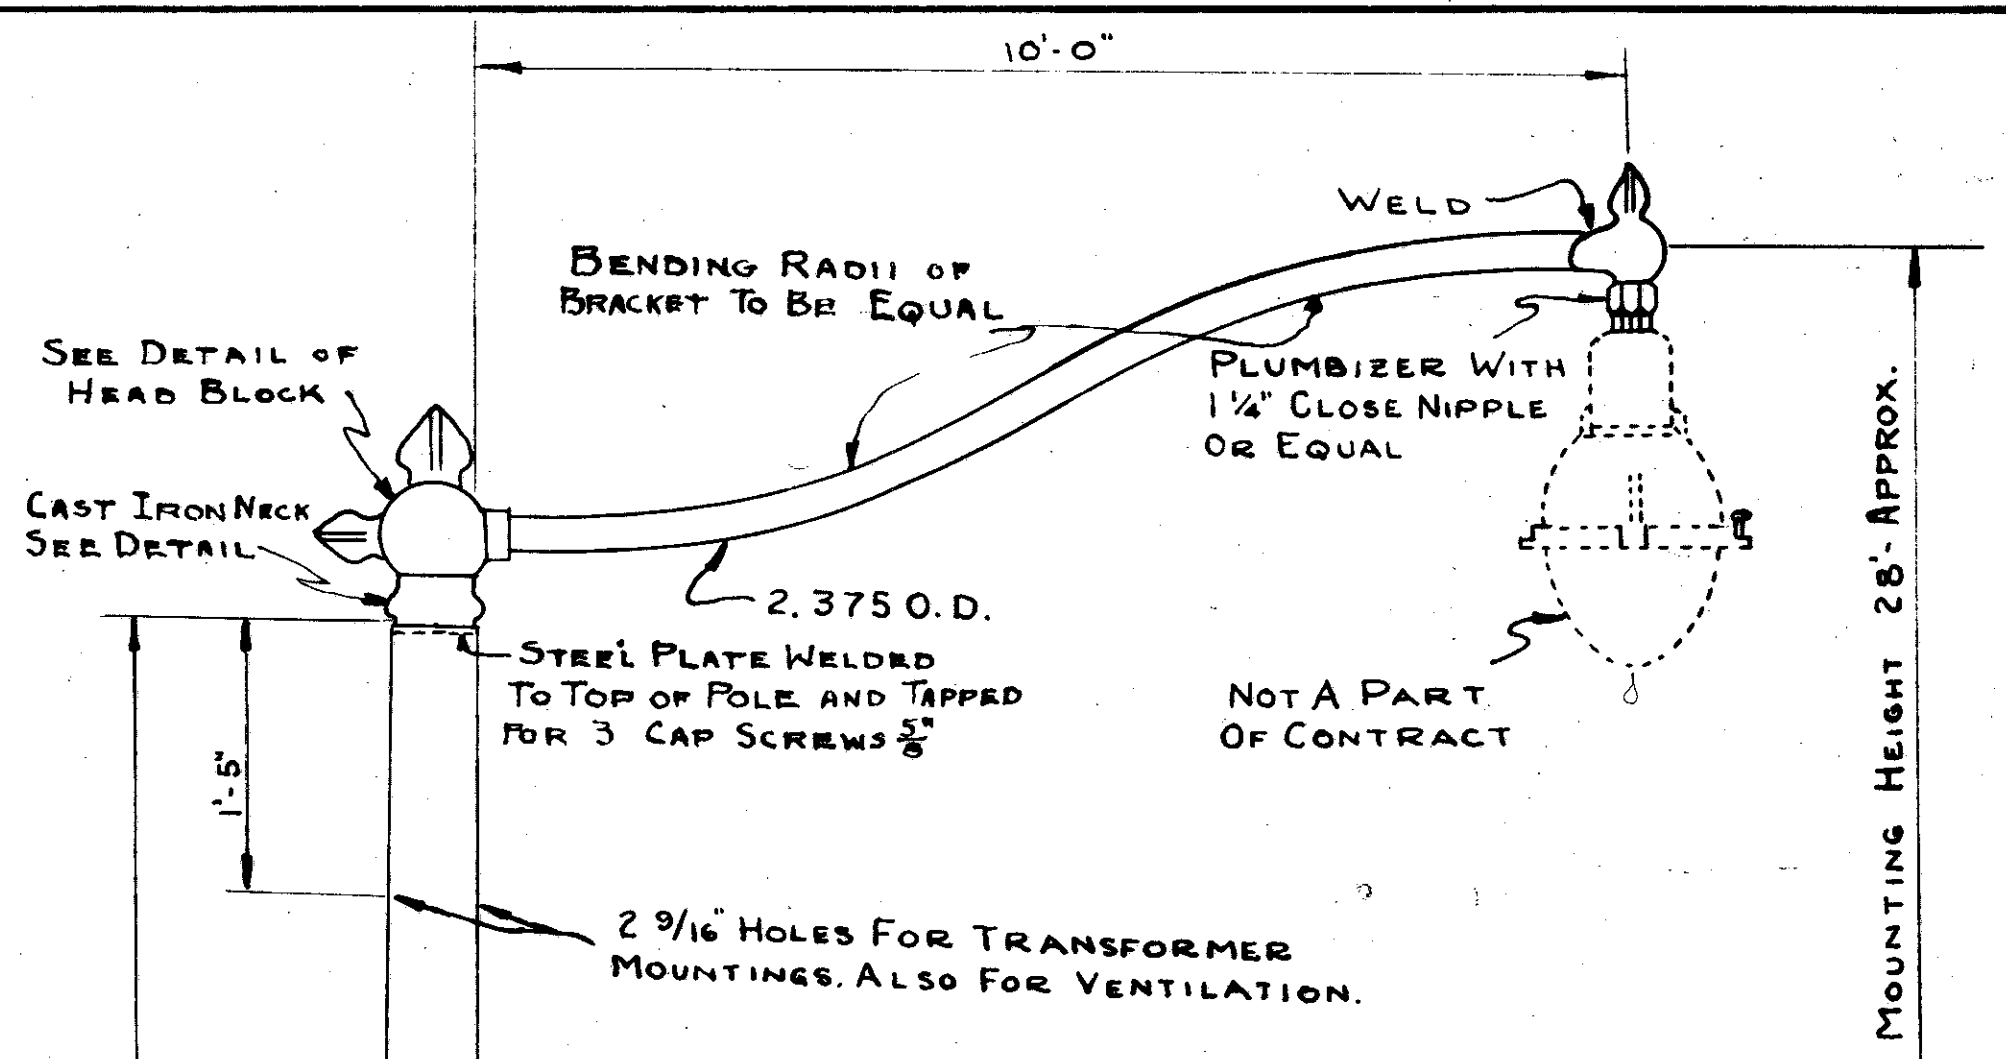 10'-0"
WELD
BENDING RADII OF
BRACKET TO BE EQUAL
SEE DETAIL OF
HEAD BLOCK
PLUMBIZER WITH
1 1/4" CLOSE NIPPLE
OR EQUAL
CAST IRON NECK
SEE DETAIL
2.375 O.D.
STEEL PLATE WELDED
TO TOP OF POLE AND TAPPED
FOR 3 CAP SCREWS 5/8"
NOT A PART
OF CONTRACT
1'-5"
2 9/16" HOLES FOR TRANSFORMER
MOUNTINGS. ALSO FOR VENTILATION.
MOUNTING HEIGHT 28'-APPROX.